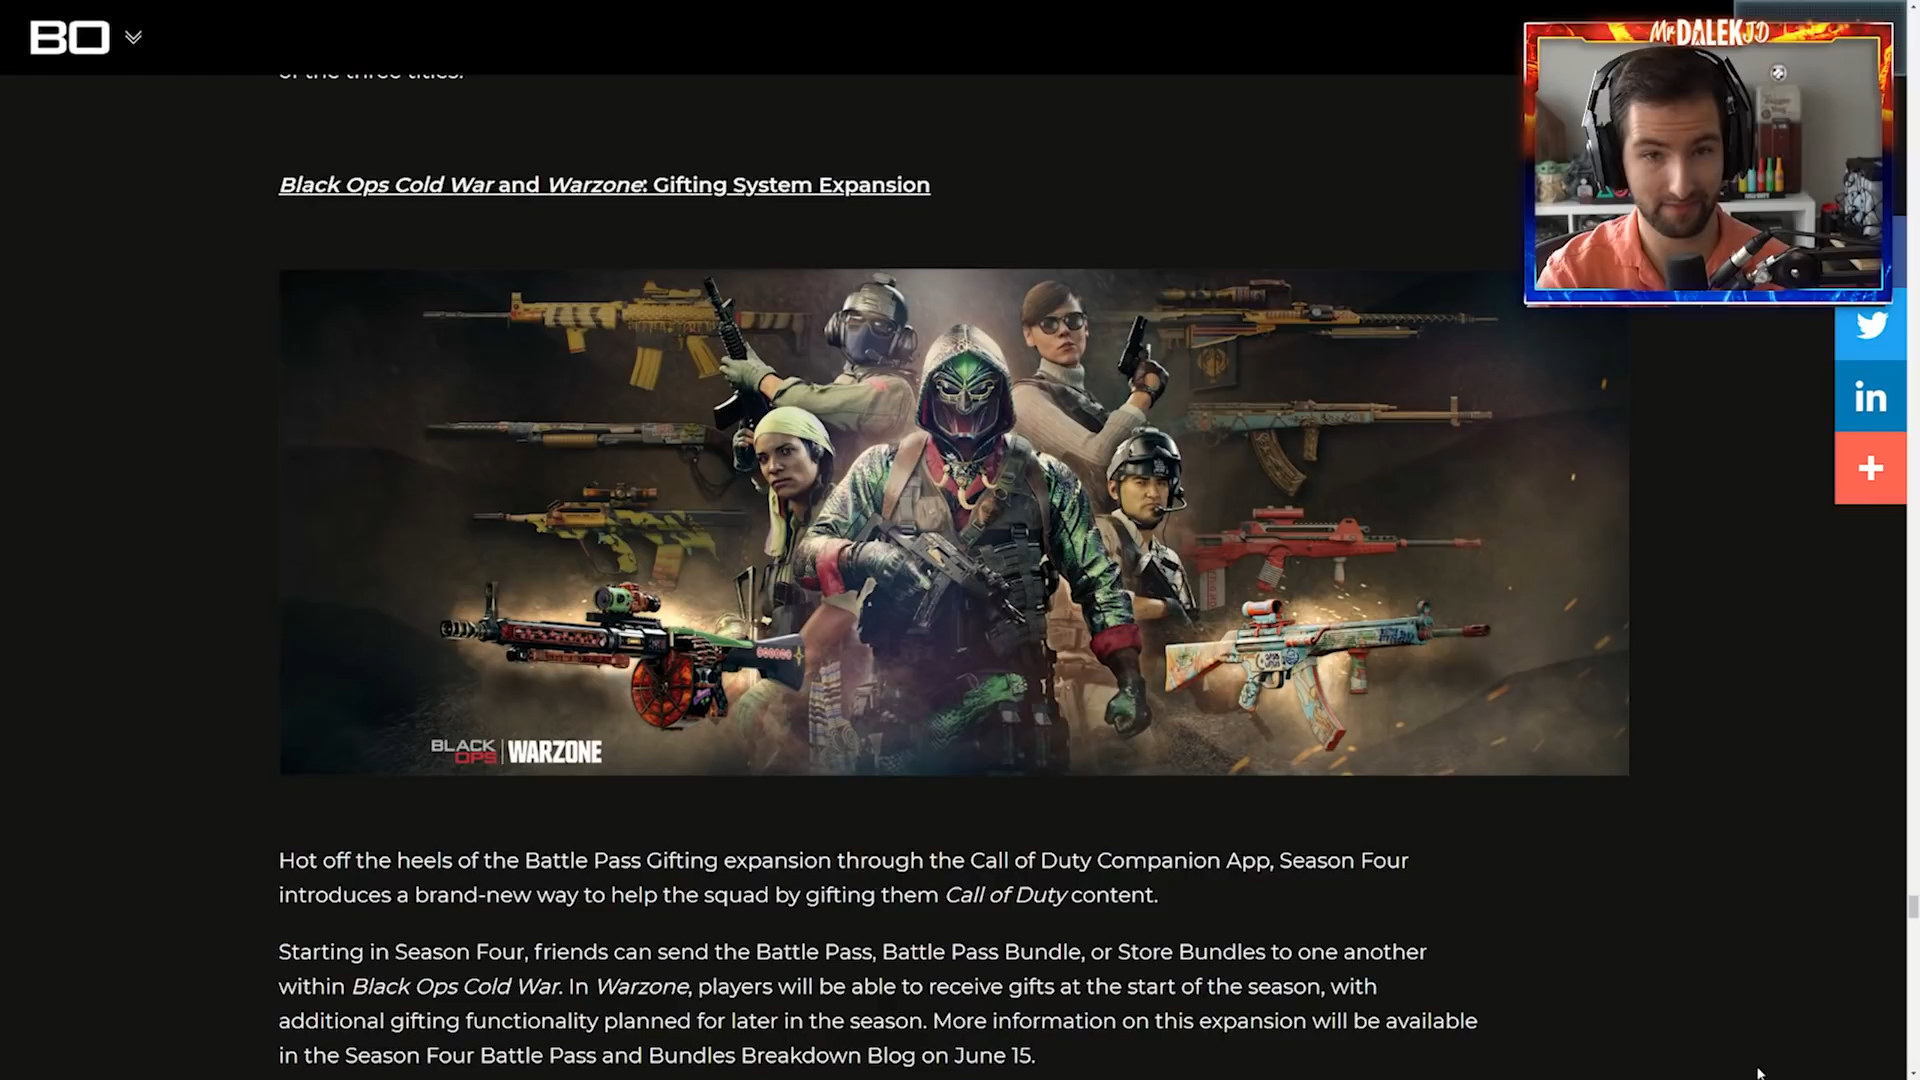 BO
MrDALEKJD
of the three titles.
Black Ops Cold War and Warzone: Gifting System Expansion
in
BLACK OPS | WARZONE
Hot off the heels of the Battle Pass Gifting expansion through the Call of Duty Companion App, Season Four
introduces a brand-new way to help the squad by gifting them Call of Duty content.
Starting in Season Four, friends can send the Battle Pass, Battle Pass Bundle, or Store Bundles to one another
within Black Ops Cold War. In Warzone, players will be able to receive gifts at the start of the season, with
additional gifting functionality planned for later in the season. More information on this expansion will be available
in the Season Four Battle Pass and Bundles Breakdown Blog on June 15.